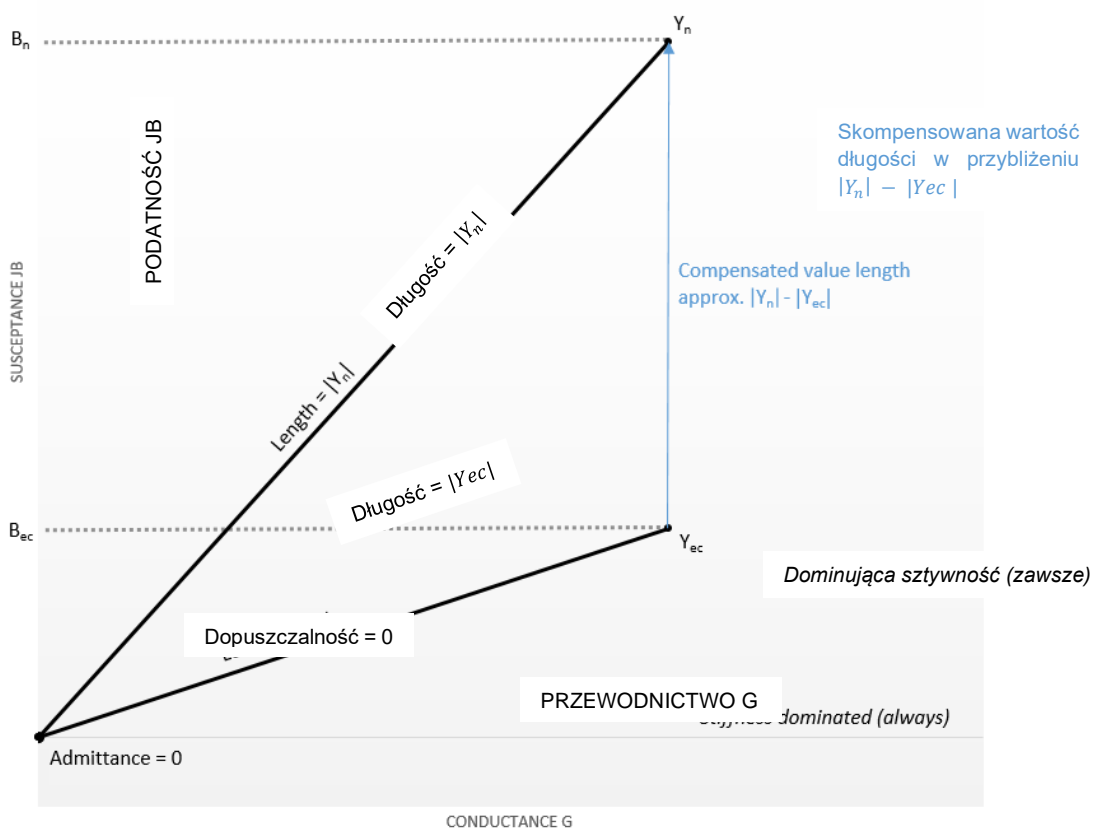 Yₙ
Bₙ
PODATNOŚĆ JB
Skompensowana wartość
długości w przybliżeniu
|𝑌ₙ| − |𝑌𝑒𝑐 |
Długość = |𝑌ₙ|
SUSCEPTANCE JB
Compensated value length
approx. |Yₙ| - |Yec|
Length = |Yₙ|
Długość = |𝑌𝑒𝑐|
Bec
Yec
Dominująca sztywność (zawsze)
Dopuszczalność = 0
PRZEWODNICTWO G
dominated (always)
Admittance = 0
CONDUCTANCE G